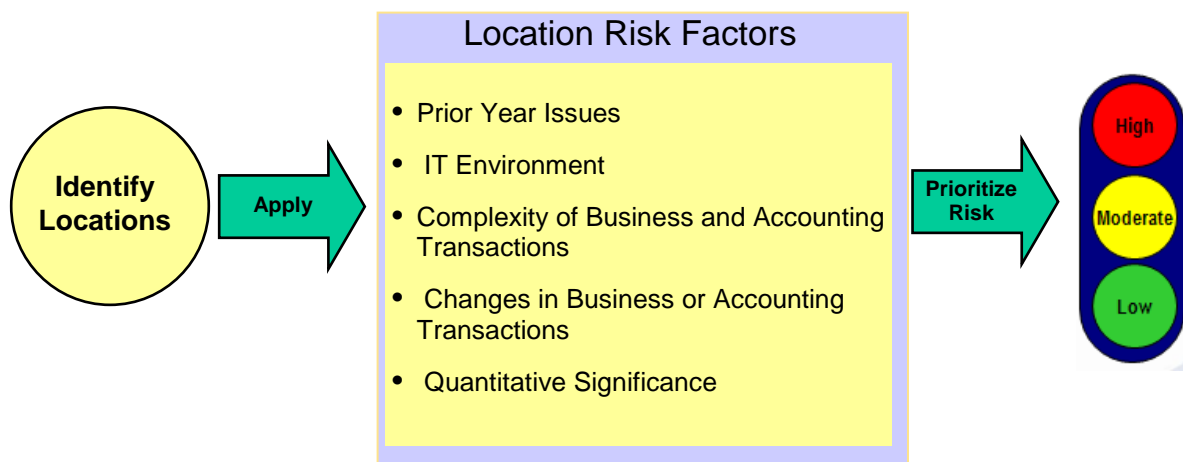 Location Risk Factors
Identify
Locations
Apply
• Prior Year Issues
• IT Environment
• Complexity of Business and Accounting
Transactions
• Changes in Business or Accounting
Transactions
• Quantitative Significance
Prioritize
Risk
High
Moderate
Low